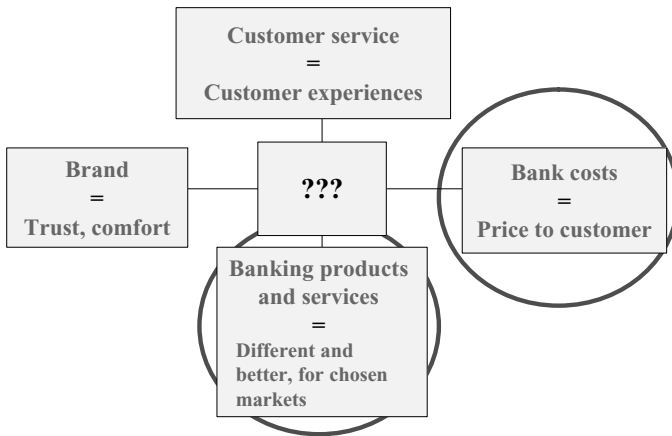 Customer service
=
Customer experiences
Brand
=
Trust, comfort
???
Bank costs
=
Price to customer
Banking products
and services
=
Different and
better, for chosen
markets